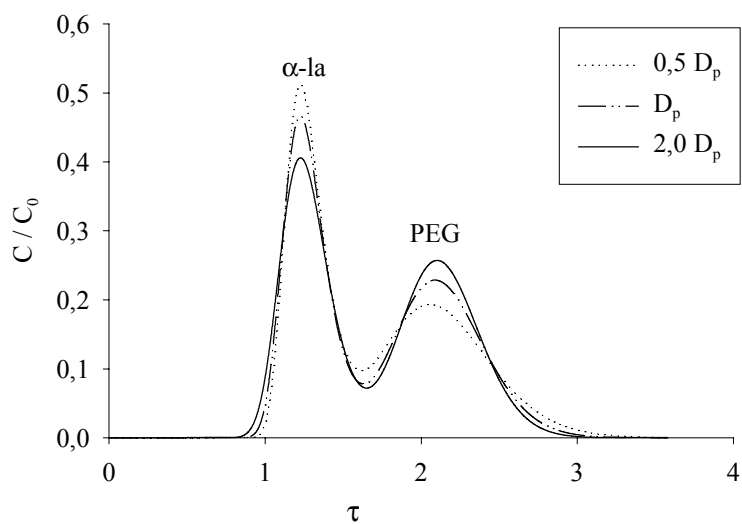 0,6
0,5
0,4
0,3
0,2
0,1
0,0
C / C0
α-la
PEG
0,5 Dp
Dp
2,0 Dp
0 1 2 3 4
τ